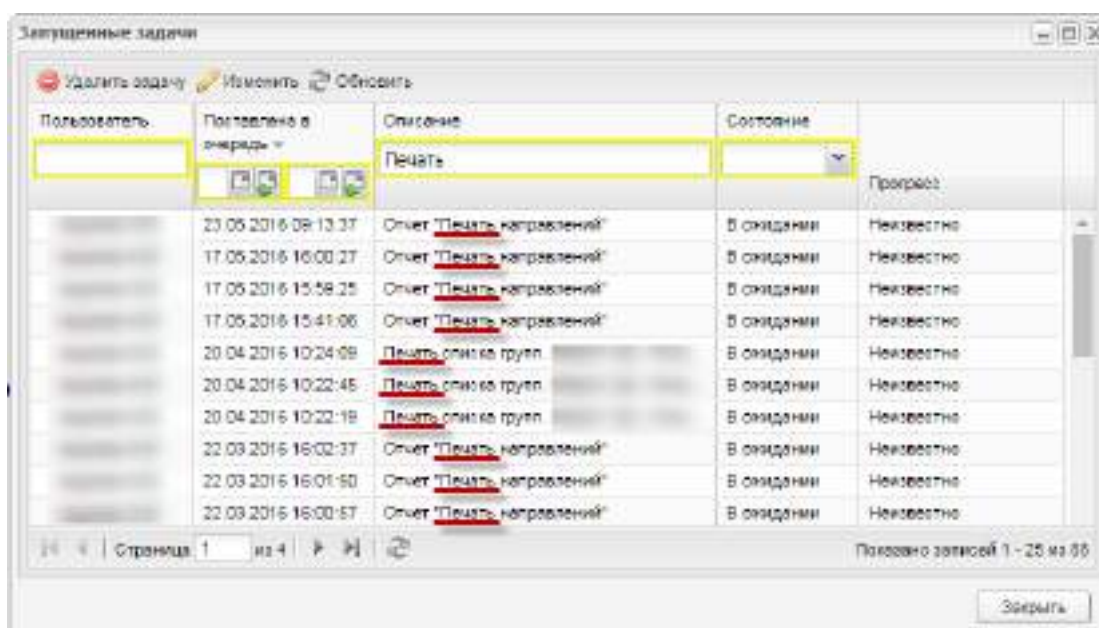 Запущенные задачи
Удалить задачу Изменить Обновить
Пользователь Поставлена в очередь Описание Состояние Прогресс
Печать
23.05.2016 09:13:37 Отчет "Печать направлений" В ожидании Неизвестно
17.05.2016 16:00:27 Отчет "Печать направлений" В ожидании Неизвестно
17.05.2016 15:59:25 Отчет "Печать направлений" В ожидании Неизвестно
17.05.2016 15:41:06 Отчет "Печать направлений" В ожидании Неизвестно
20.04.2016 10:24:09 Печать списка групп В ожидании Неизвестно
20.04.2016 10:22:45 Печать списка групп В ожидании Неизвестно
20.04.2016 10:22:19 Печать списка групп В ожидании Неизвестно
22.03.2016 16:02:37 Отчет "Печать направлений" В ожидании Неизвестно
22.03.2016 16:01:50 Отчет "Печать направлений" В ожидании Неизвестно
22.03.2016 16:00:57 Отчет "Печать направлений" В ожидании Неизвестно
Страница 1 из 4 Показано записей 1 - 25 из
Закрыть